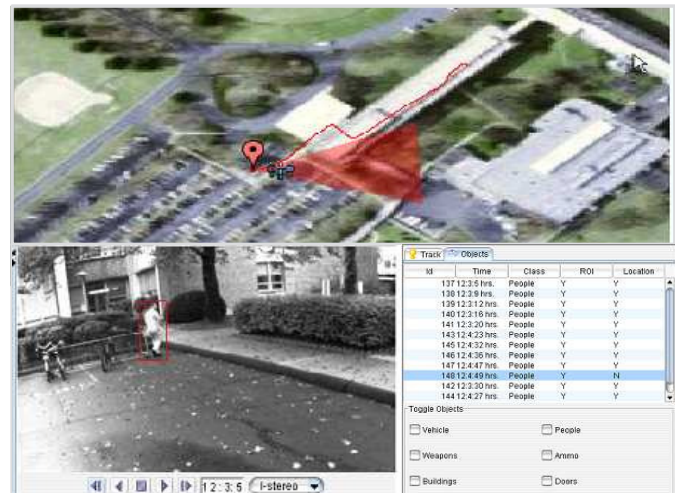 Track Objects
Id Time Class ROI Location
137 12:3:5 hrs. People Y Y
138 12:3:9 hrs. People Y Y
139 12:3:12 hrs. People Y Y
140 12:3:16 hrs. People Y Y
141 12:3:20 hrs. People Y Y
143 12:4:23 hrs. People Y Y
145 12:4:32 hrs. People Y Y
146 12:4:36 hrs. People Y Y
147 12:4:47 hrs. People Y Y
148 12:4:49 hrs. People Y N
142 12:3:30 hrs. People Y Y
144 12:4:27 hrs. People Y Y
Toggle Objects
Vehicle People
Weapons Ammo
Buildings Doors
12: 3: 5 l-stereo